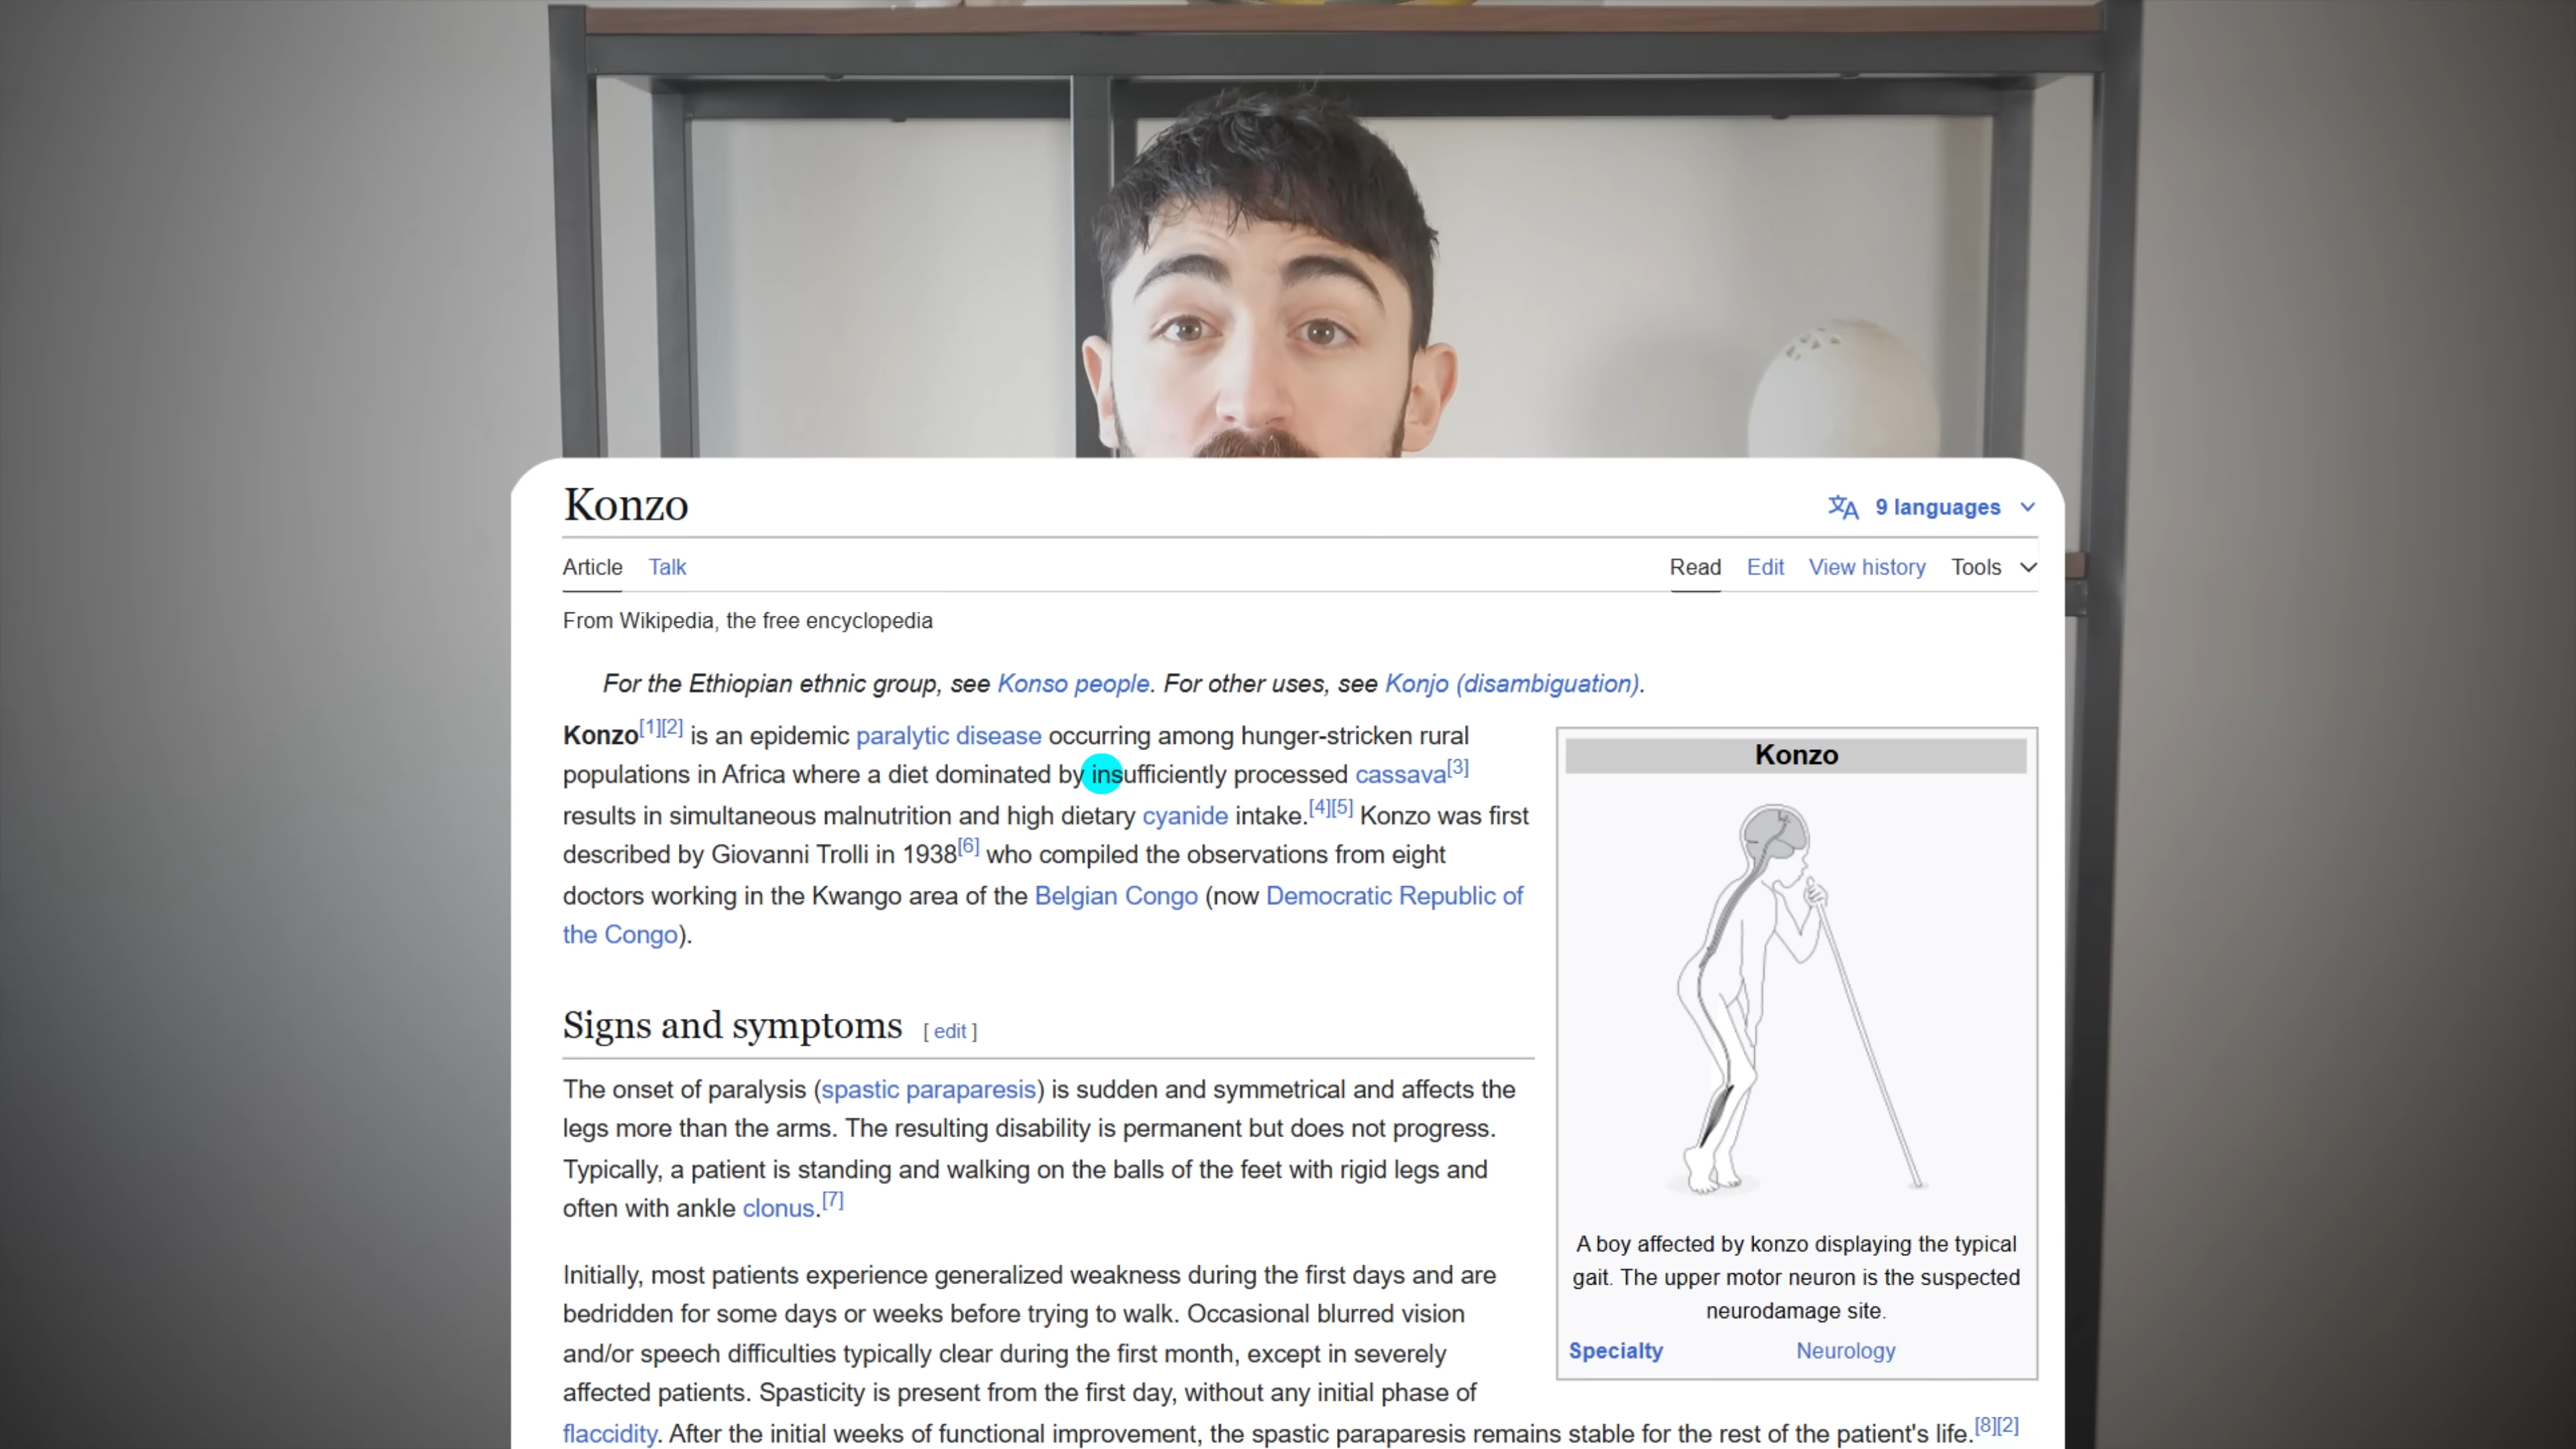 Konzo
9 languages
Article Talk Read Edit View history Tools
From Wikipedia, the free encyclopedia
For the Ethiopian ethnic group, see Konso people. For other uses, see Konjo (disambiguation).
Konzo[1][2] is an epidemic paralytic disease occurring among hunger-stricken rural
populations in Africa where a diet dominated by insufficiently processed cassava[3]
results in simultaneous malnutrition and high dietary cyanide intake.[4][5] Konzo was first
described by Giovanni Trolli in 1938[6] who compiled the observations from eight
doctors working in the Kwango area of the Belgian Congo (now Democratic Republic of
the Congo).
Konzo
A boy affected by konzo displaying the typical
gait. The upper motor neuron is the suspected
neurodamage site.
Specialty Neurology
Signs and symptoms [ edit ]
The onset of paralysis (spastic paraparesis) is sudden and symmetrical and affects the
legs more than the arms. The resulting disability is permanent but does not progress.
Typically, a patient is standing and walking on the balls of the feet with rigid legs and
often with ankle clonus.[7]
Initially, most patients experience generalized weakness during the first days and are
bedridden for some days or weeks before trying to walk. Occasional blurred vision
and/or speech difficulties typically clear during the first month, except in severely
affected patients. Spasticity is present from the first day, without any initial phase of
flaccidity. After the initial weeks of functional improvement, the spastic paraparesis remains stable for the rest of the patient's life.[8][2]